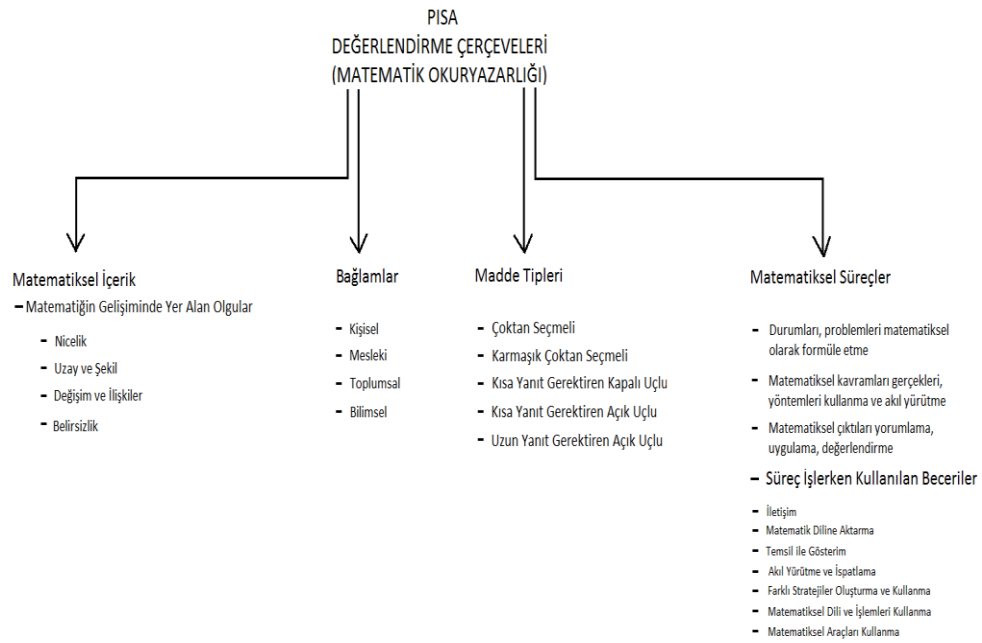 PISA
DEĞERLENDİRME ÇERÇEVELERİ
(MATEMATİK OKURYAZARLIĞI)
Matematiksel İçerik
– Matematiğin Gelişiminde Yer Alan Olgular
- Nicelik
- Uzay ve Şekil
- Değişim ve İlişkiler
- Belirsizlik
Bağlamlar
- Kişisel
- Mesleki
- Toplumsal
- Bilimsel
Madde Tipleri
- Çoktan Seçmeli
- Karmaşık Çoktan Seçmeli
- Kısa Yanıt Gerektiren Kapalı Uçlu
- Kısa Yanıt Gerektiren Açık Uçlu
- Uzun Yanıt Gerektiren Açık Uçlu
Matematiksel Süreçler
- Durumları, problemleri matematiksel
olarak formüle etme
- Matematiksel kavramları gerçekleri,
yöntemleri kullanma ve akıl yürütme
- Matematiksel çıktıları yorumlama,
uygulama, değerlendirme
– Süreç İşlerken Kullanılan Beceriler
- İletişim
- Matematik Diline Aktarma
- Temsil ile Gösterim
- Akıl Yürütme ve İspatlama
- Farklı Stratejiler Oluşturma ve Kullanma
- Matematiksel Dili ve İşlemleri Kullanma
- Matematiksel Araçları Kullanma